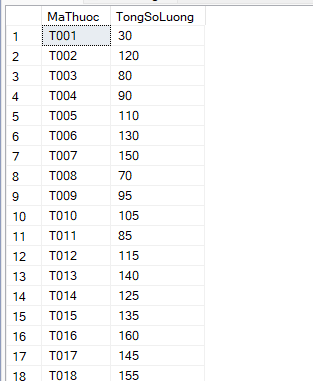 MaThuoc TongSoLuong
1 T001 30
2 T002 120
3 T003 80
4 T004 90
5 T005 110
6 T006 130
7 T007 150
8 T008 70
9 T009 95
10 T010 105
11 T011 85
12 T012 115
13 T013 140
14 T014 125
15 T015 135
16 T016 160
17 T017 145
18 T018 155